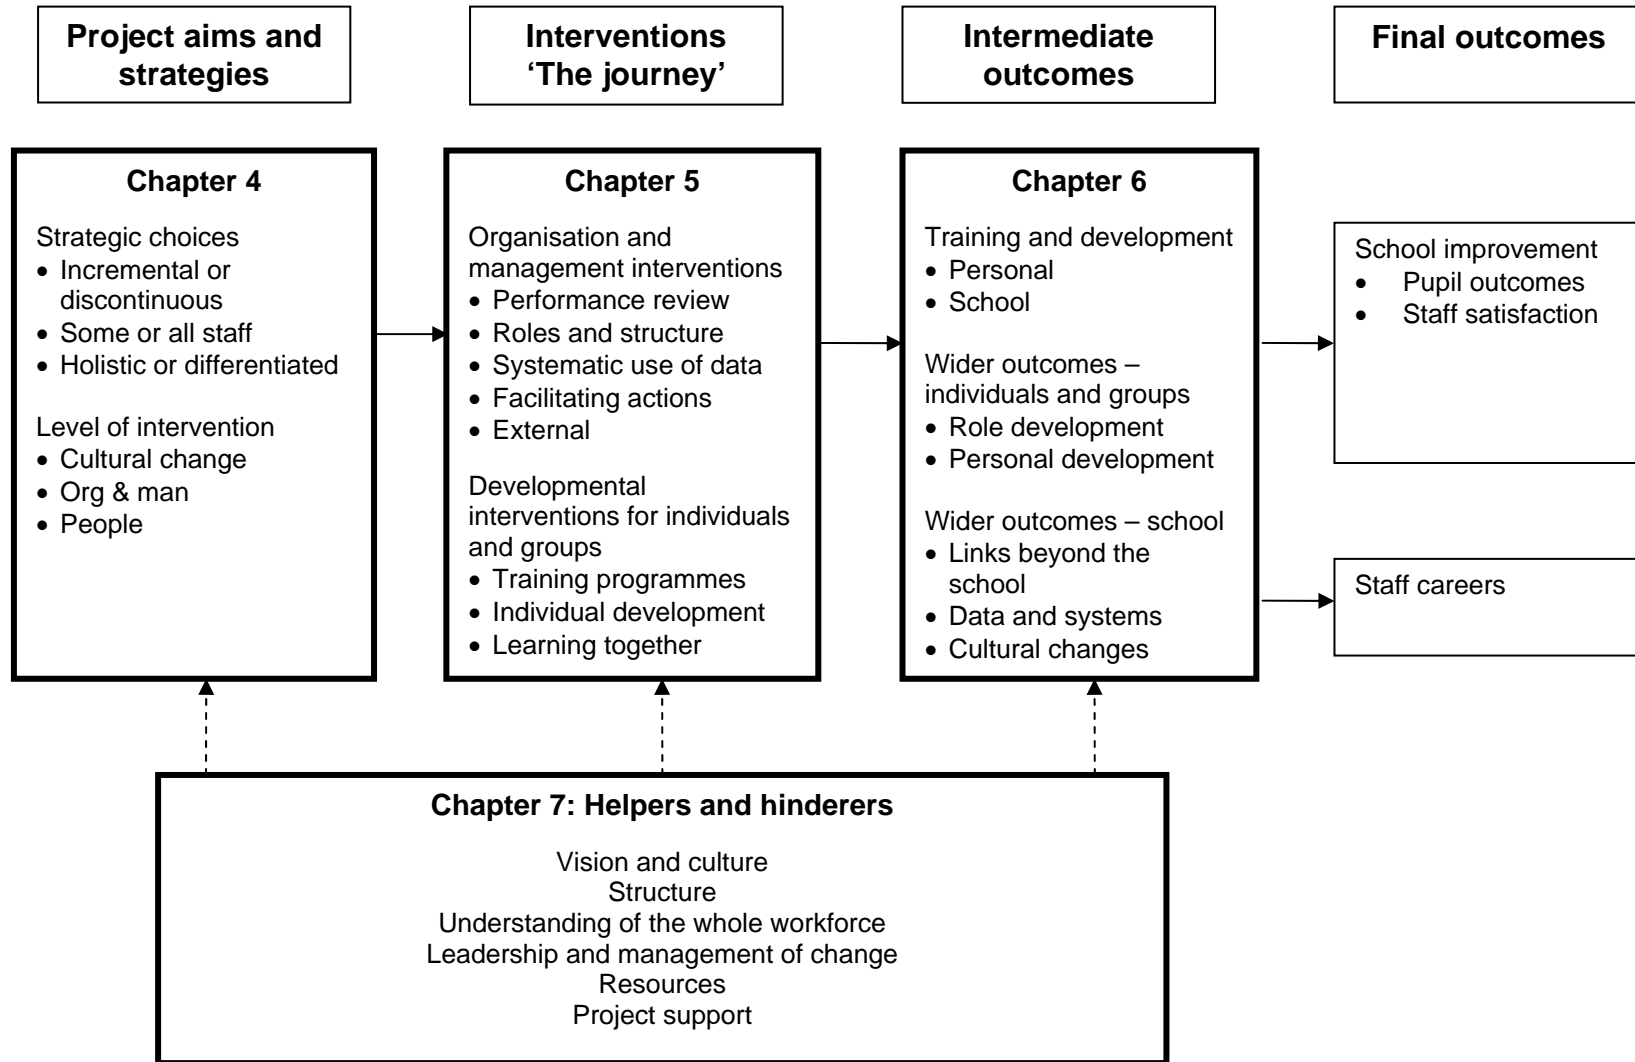 Project aims and
strategies
Interventions
‘The journey’
Intermediate
outcomes
Final outcomes
Chapter 4
Strategic choices
• Incremental or
discontinuous
• Some or all staff
• Holistic or differentiated
Level of intervention
• Cultural change
• Org & man
• People
Chapter 5
Organisation and
management interventions
• Performance review
• Roles and structure
• Systematic use of data
• Facilitating actions
• External
Developmental
interventions for individuals
and groups
• Training programmes
• Individual development
• Learning together
Chapter 6
Training and development
• Personal
• School
Wider outcomes –
individuals and groups
• Role development
• Personal development
Wider outcomes – school
• Links beyond the
school
• Data and systems
• Cultural changes
School improvement
• Pupil outcomes
• Staff satisfaction
Staff careers
Chapter 7: Helpers and hinderers
Vision and culture
Structure
Understanding of the whole workforce
Leadership and management of change
Resources
Project support